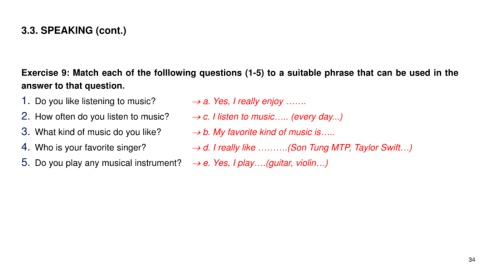 3.3. SPEAKING (cont.)
Exercise 9: Match each of the folllowing questions (1-5) to a suitable phrase that can be used in the
answer to that question.
1. Do you like listening to music? → a. Yes, I really enjoy …….
2. How often do you listen to music? → c. I listen to music….. (every day...)
3. What kind of music do you like? → b. My favorite kind of music is…..
4. Who is your favorite singer? → d. I really like ……….(Son Tung MTP, Taylor Swift…)
5. Do you play any musical instrument? → e. Yes, I play….(guitar, violin…)
34